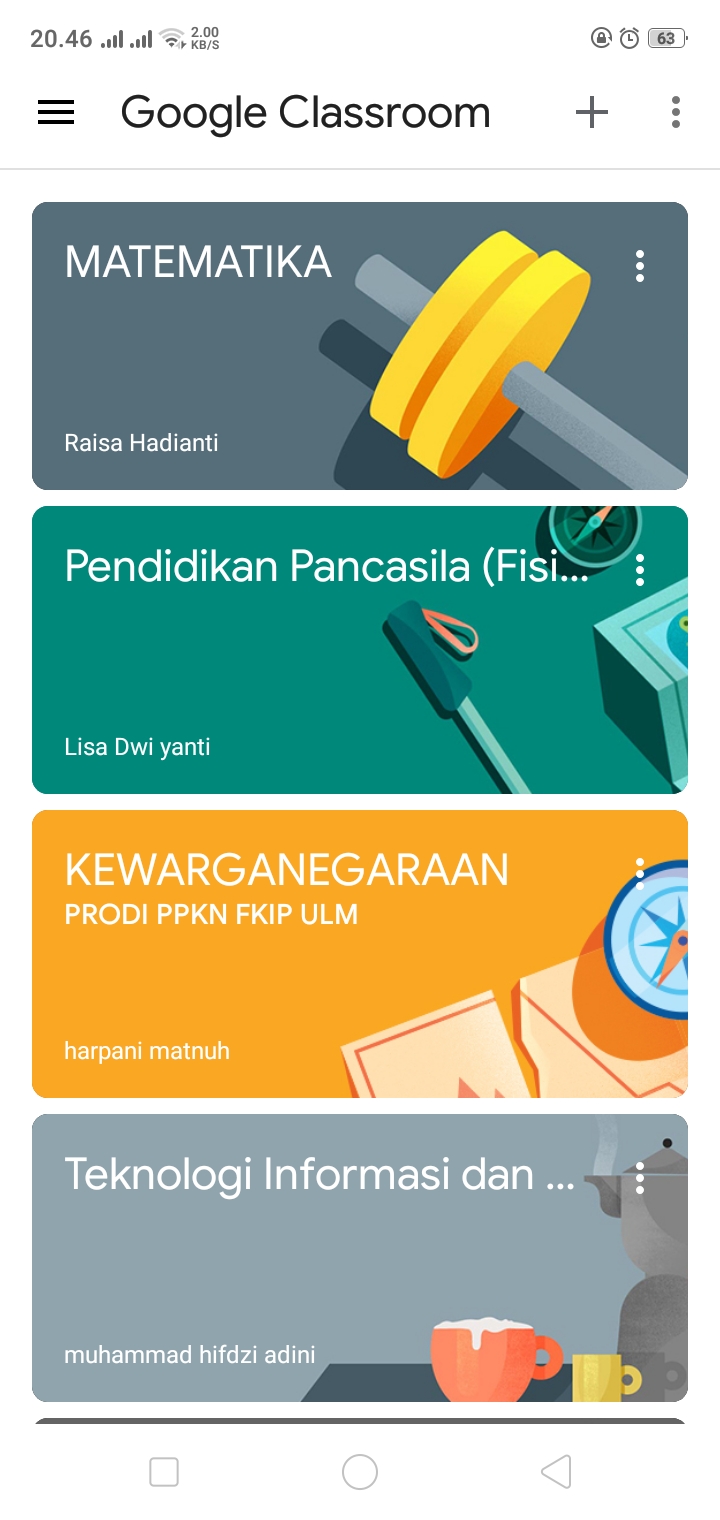 20.46 2.00 KB/S 63
Google Classroom
MATEMATIKA
Raisa Hadianti
Pendidikan Pancasila (Fisi...
Lisa Dwi yanti
KEWARGANEGARAAN
PRODI PPKN FKIP ULM
harpani matnuh
Teknologi Informasi dan ...
muhammad hifdzi adini